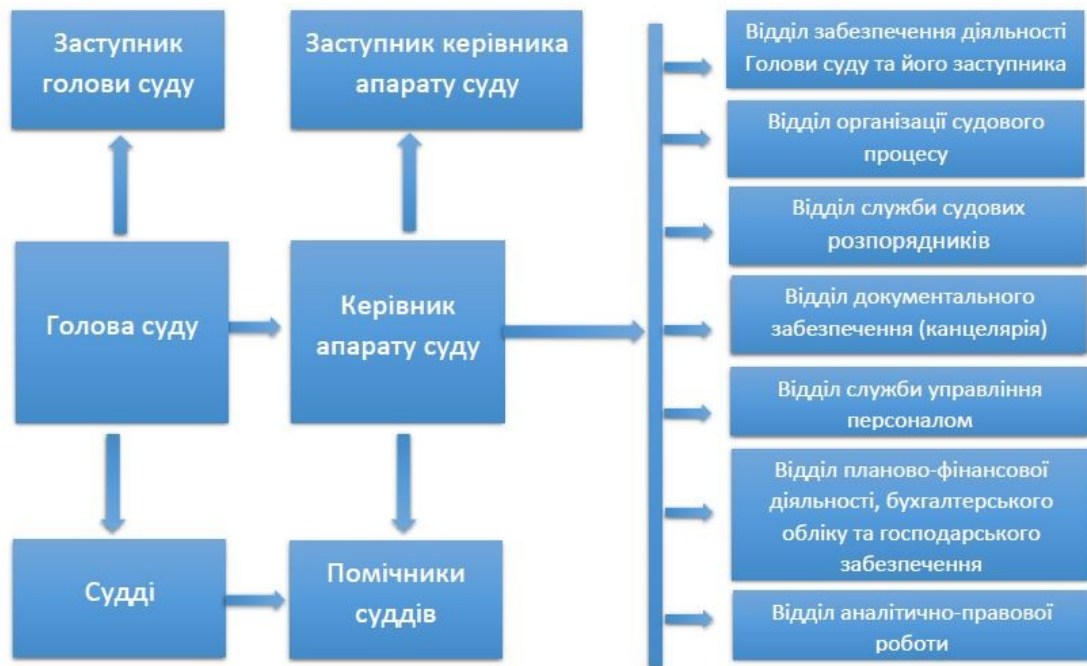 Заступник
голови суду
Заступник керівника
апарату суду
Голова суду
Керівник
апарату суду
Судді
Помічники
суддів
Відділ забезпечення діяльності
Голови суду та його заступника
Відділ організації судового
процесу
Відділ служби судових
розпорядників
Відділ документального
забезпечення (канцелярія)
Відділ служби управління
персоналом
Відділ планово-фінансової
діяльності, бухгалтерського
обліку та господарського
забезпечення
Відділ аналітично-правової
роботи